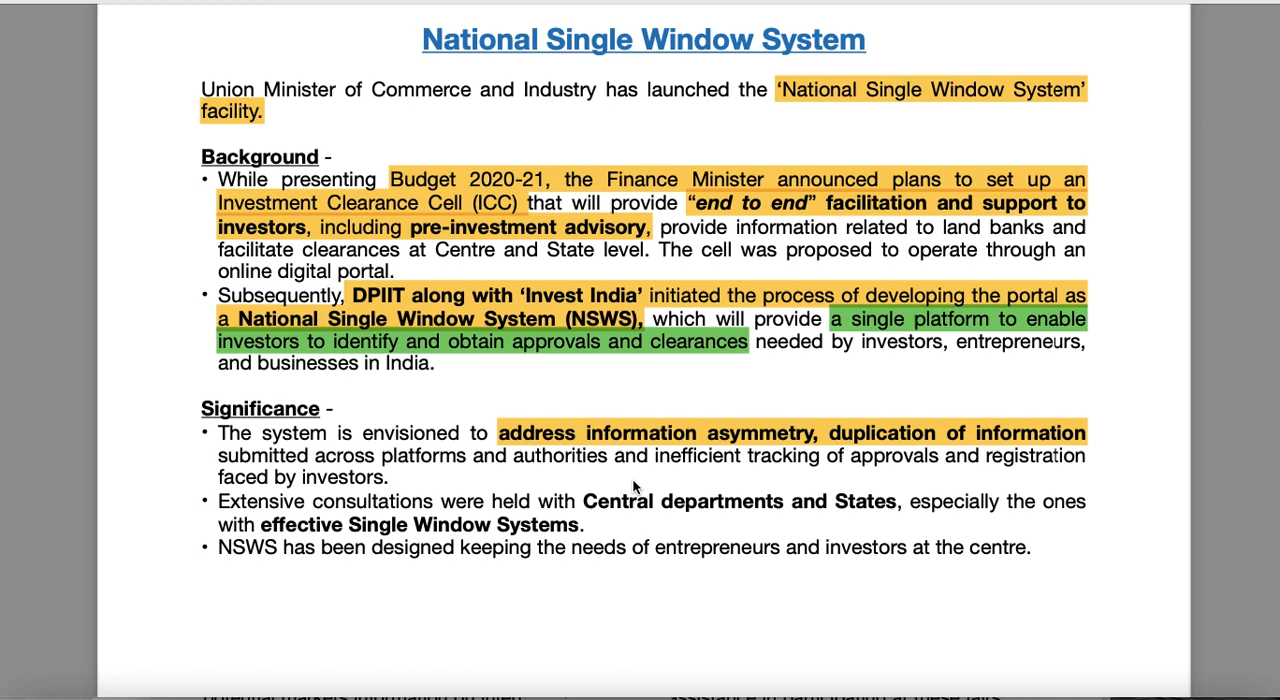 National Single Window System
Union Minister of Commerce and Industry has launched the ‘National Single Window System’
facility.
Background -
• While presenting Budget 2020-21, the Finance Minister announced plans to set up an
Investment Clearance Cell (ICC) that will provide “end to end” facilitation and support to
investors, including pre-investment advisory, provide information related to land banks and
facilitate clearances at Centre and State level. The cell was proposed to operate through an
online digital portal.
• Subsequently, DPIIT along with ‘Invest India’ initiated the process of developing the portal as
a National Single Window System (NSWS), which will provide a single platform to enable
investors to identify and obtain approvals and clearances needed by investors, entrepreneurs,
and businesses in India.
Significance -
• The system is envisioned to address information asymmetry, duplication of information
submitted across platforms and authorities and inefficient tracking of approvals and registration
faced by investors.
• Extensive consultations were held with Central departments and States, especially the ones
with effective Single Window Systems.
• NSWS has been designed keeping the needs of entrepreneurs and investors at the centre.